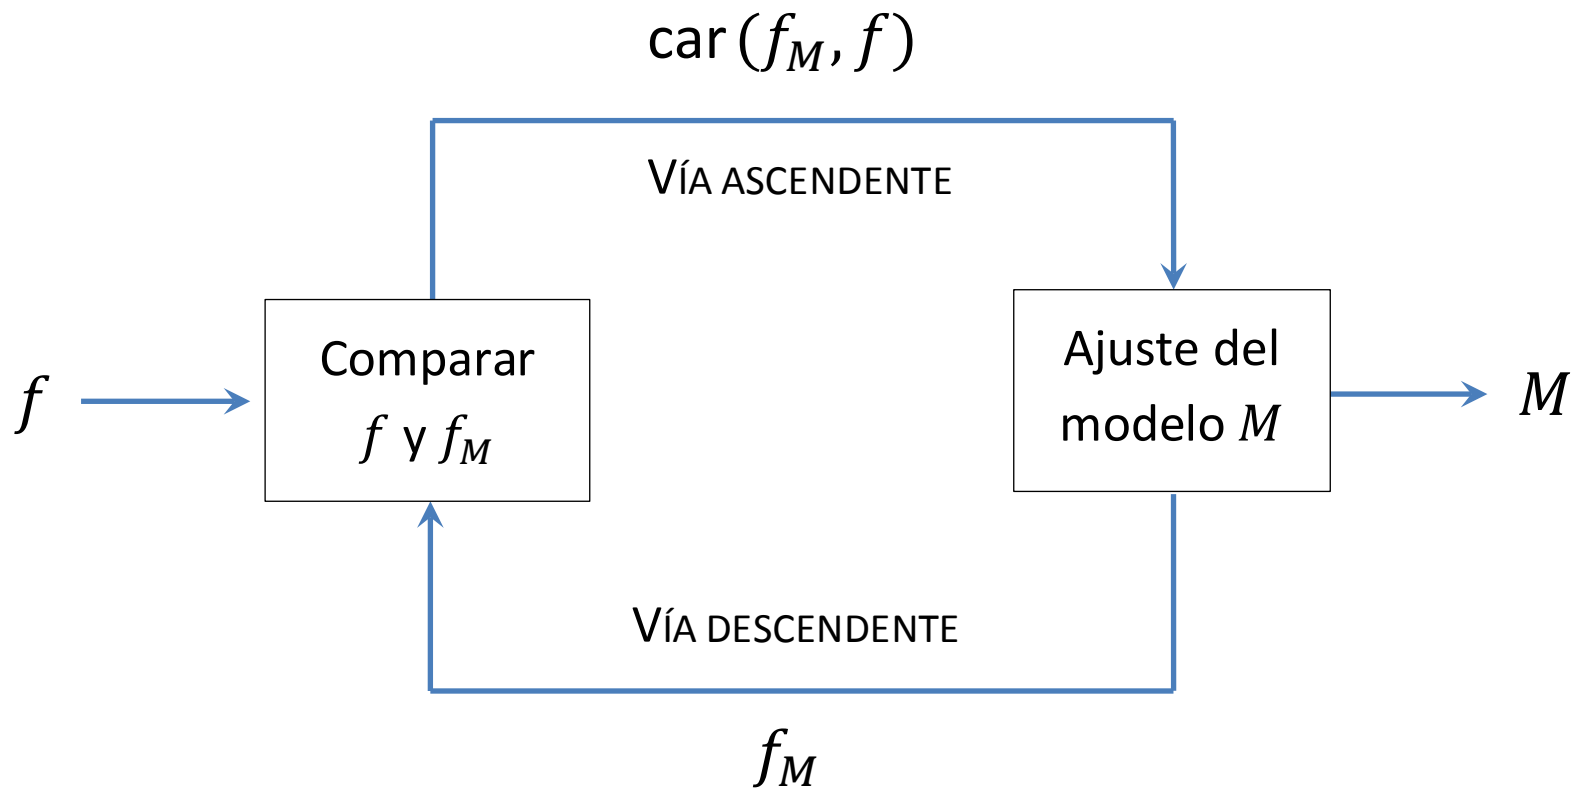 car (f_M, f)
VÍA ASCENDENTE
f
Comparar
f y f_M
Ajuste del
modelo M
M
VÍA DESCENDENTE
f_M